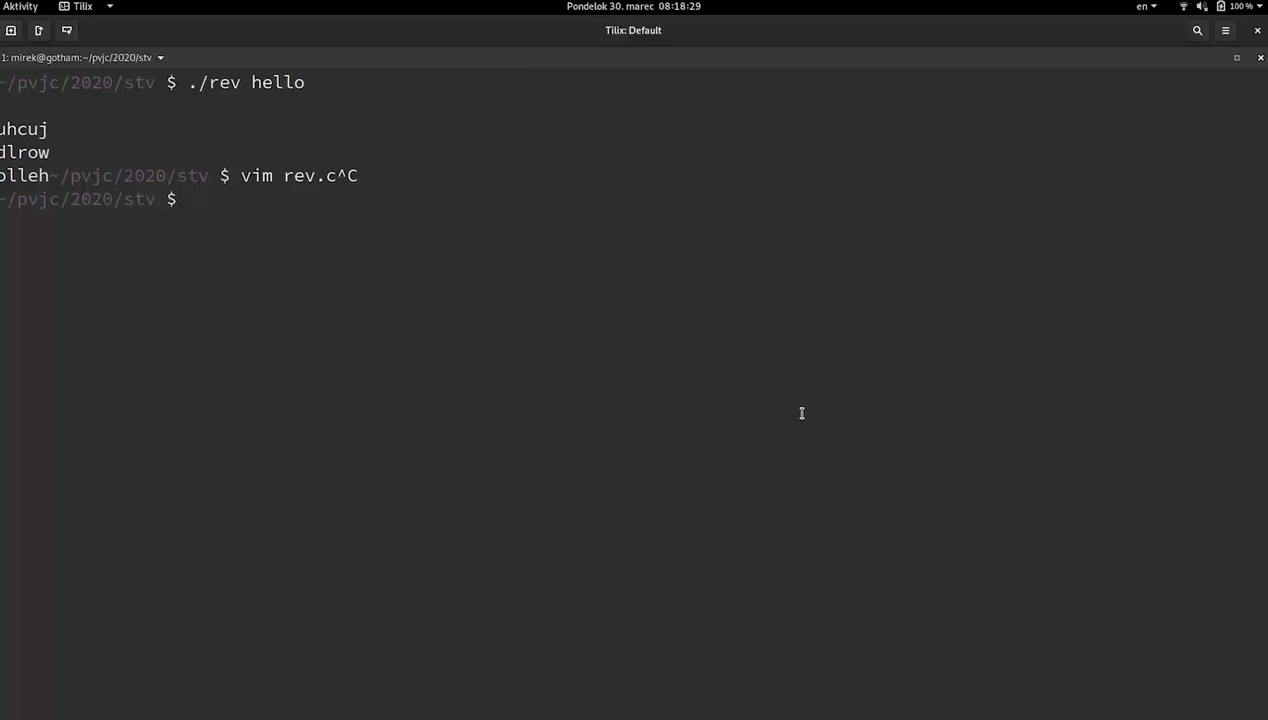 Aktivity Tilix Pondelok 30. marec 08:18:29 en 100 %
Tilix: Default
1: mirek@gotham:~/pvjc/2020/stv
~/pvjc/2020/stv $ ./rev hello
uhcuj
dlrow
olleh~/pvjc/2020/stv $ vim rev.c^C
~/pvjc/2020/stv $